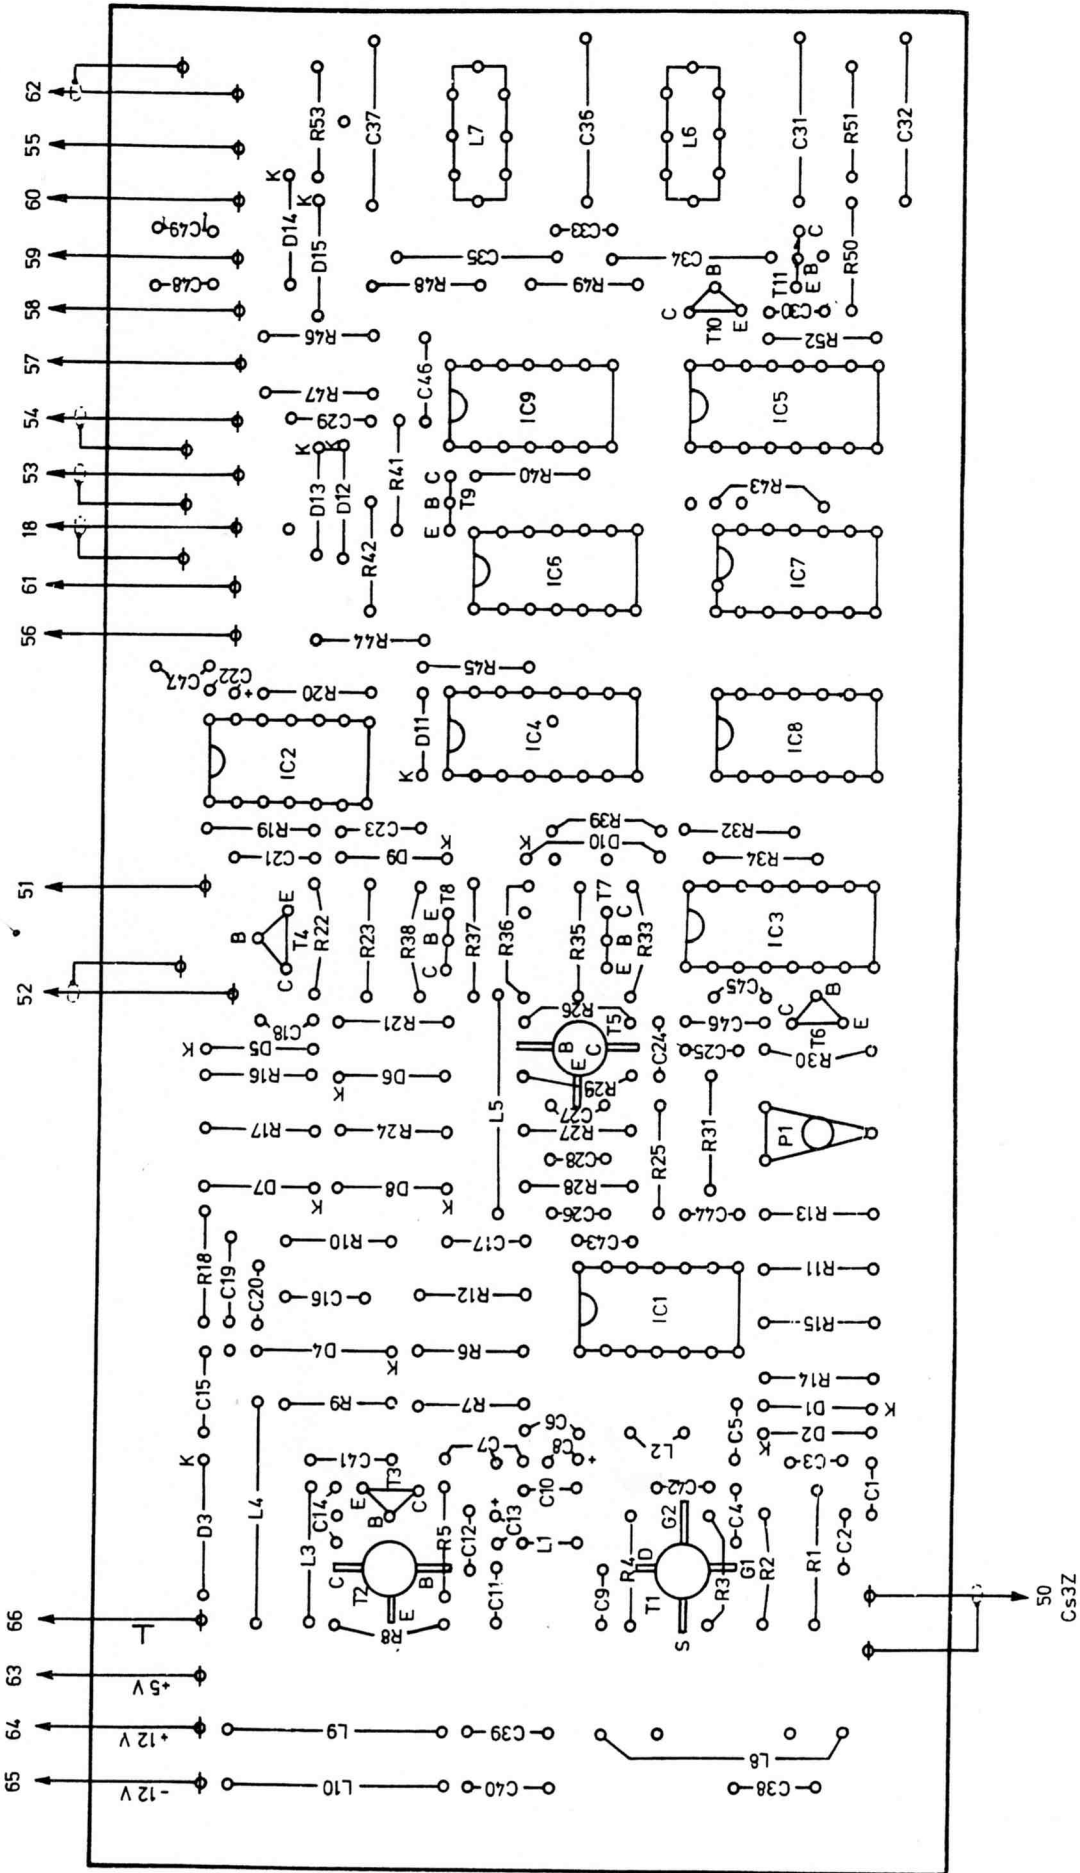 62
55
60
59
58
57
54
53
18
61
56
51
52
66
63
64
65
R53
C37
L7
C36
L6
C31
R51
C32
K
D14
K
D15
C49
C48
C33
C35
C34
R48
R49
B
C
E
T10
C
B
E
T11
C30
R50
R52
R46
R47
C29
C46
IC9
IC5
K
K
D13
D12
R41
R42
E B C
T9
R40
R43
IC6
IC7
R44
R45
C47
C22
+
R20
IC2
K
D11
IC4
IC8
R19
C23
C21
D9
K
K
R39
D10
R32
R34
B
E
C
T4
R22
R23
R38
C B E
T8
R37
R36
R35
T7
E B C
R33
IC3
C45
C
B
E
T6
C18
R21
R26
T5
B
E
C
C24
C46
C25
R30
K
D5
R16
K
D6
L5
R29
C27
R17
R24
R27
R25
R31
P1
C28
D7
K
D8
K
R28
C26
C44
R13
R18
R10
C17
C43
C19
C20
C16
R12
IC1
R11
R15
D4
K
R6
C15
R9
R7
R14
D1
K
D2
K
C6
C8
+
L2
C5
C3
C1
K
D3
L4
C41
C7
E
T3
B
C
C14
L3
R5
C12
+
C13
C10
L1
C42
G2
C4
C
T2
B
E
R8
C11
C9
R4
D
T1
G1
S
R3
R2
R1
C2
⊥
+5 V
+12 V
-12 V
L9
C39
L8
L10
C40
C38
50
Cs3Z